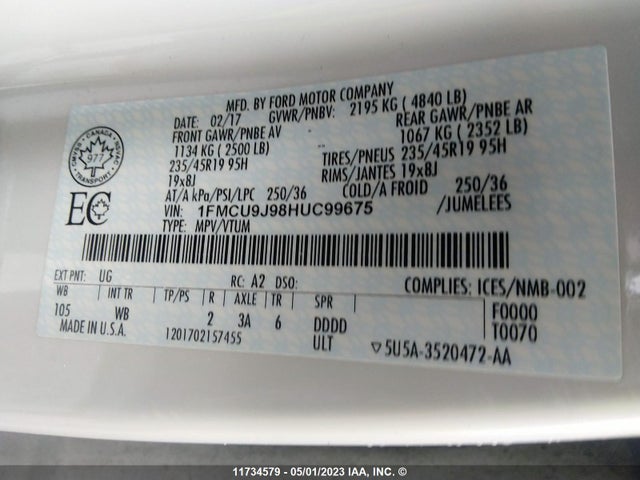 MFD. BY FORD MOTOR COMPANY
DATE: 02/17 GVWR/PNBV: 2195 KG ( 4840 LB)
FRONT GAWR/PNBE AV REAR GAWR/PNBE AR
1134 KG ( 2500 LB) 1067 KG ( 2352 LB)
235/45R19 95H TIRES/PNEUS 235/45R19 95H
19x8J RIMS/JANTES 19x8J
AT/A kPa/PSI/LPC 250/36 COLD/A FROID 250/36
VIN: 1FMCU9J98HUC99675 /JUMELEES
TYPE: MPV/VTUM
CANADA
977
TRANSPORT
EC
EXT PNT: UG RC: A2 DSO: COMPLIES: ICES/NMB-002
WB INT TR TP/PS R AXLE TR SPR F0000
105 WB 2 3A 6 DDDD T0070
MADE IN U.S.A. 1201702157455 ULT ▽5U5A-3520472-AA
11734579 - 05/01/2023 IAA, INC. ©